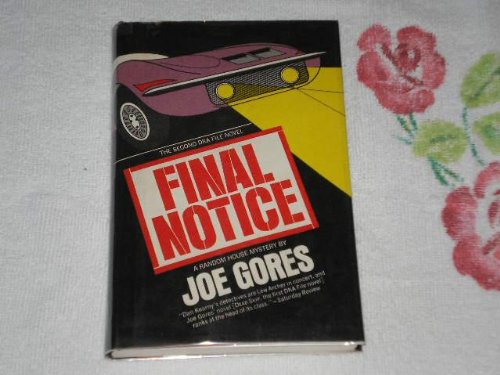 THE SECOND DKA FILE NOVEL
FINAL
NOTICE
A RANDOM HOUSE MYSTERY BY
JOE GORES
"Dan Kearny's detectives are Lew Archer in concert, and
Joe Gores' novel [Dead Skip, the first DKA File novel]
ranks at the head of its class." – Saturday Review